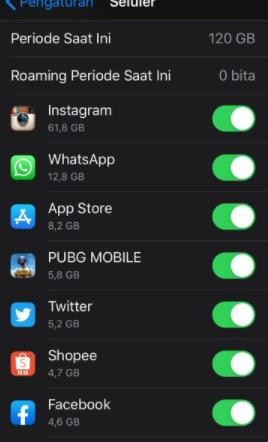 Pengaturan Seluler
Periode Saat Ini 120 GB
Roaming Periode Saat Ini 0 bita
Instagram
61,8 GB
WhatsApp
12,8 GB
App Store
8,2 GB
PUBG MOBILE
5,8 GB
Twitter
5,2 GB
Shopee
4,7 GB
Facebook
4,6 GB